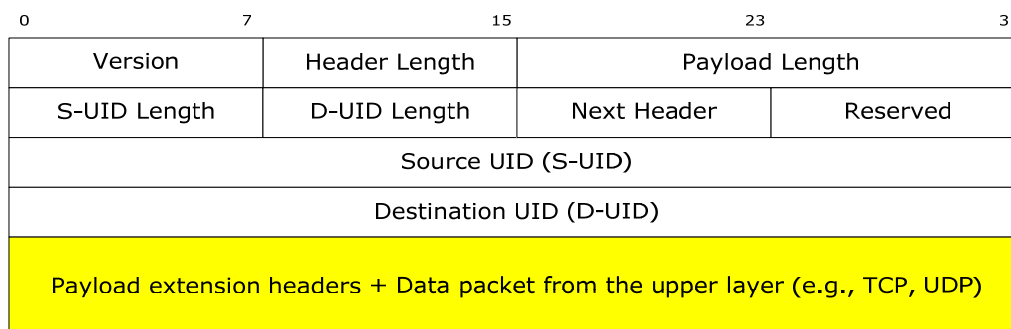 0 7 15 23 3
Version Header Length Payload Length
S-UID Length D-UID Length Next Header Reserved
Source UID (S-UID)
Destination UID (D-UID)
Payload extension headers + Data packet from the upper layer (e.g., TCP, UDP)